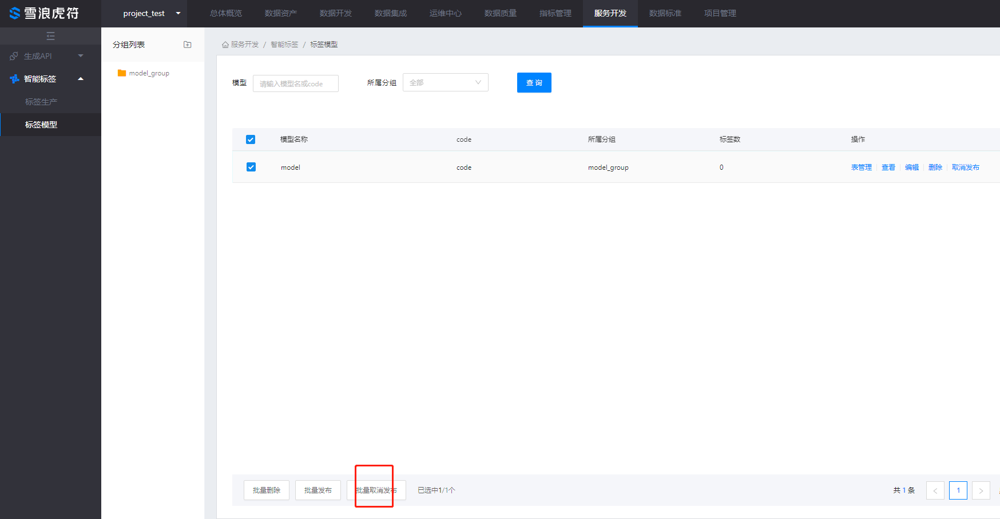 雪浪虎符
project_test
总体概览 数据资产 数据开发 数据集成 运维中心 数据质量 指标管理 服务开发 数据标准 项目管理
生成API
智能标签
标签生产
标签模型
分组列表
model_group
服务开发 / 智能标签 / 标签模型
模型 请输入模型名或code 所属分组 全部 查 询
模型名称 code 所属分组 标签数 操作
model code model_group 0 表管理 查看 编辑 删除 取消发布
批量删除 批量发布 批量取消发布 已选中1/1个 共 1 条 < 1 >